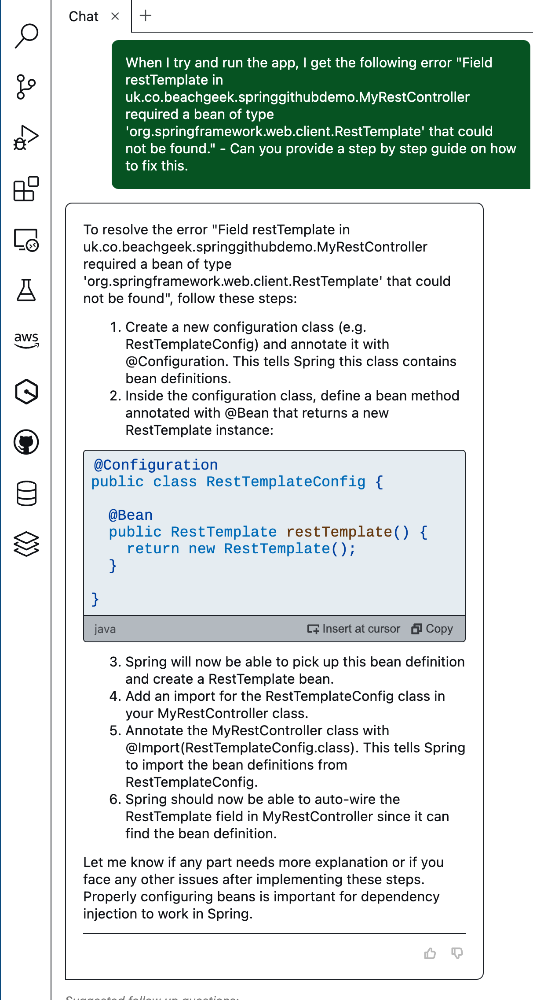 Chat
When I try and run the app, I get the following error "Field
restTemplate in
uk.co.beachgeek.springgithubdemo.MyRestController
required a bean of type
'org.springframework.web.client.RestTemplate' that could
not be found." - Can you provide a step by step guide on how
to fix this.
To resolve the error "Field restTemplate in
uk.co.beachgeek.springgithubdemo.MyRestController
required a bean of type
'org.springframework.web.client.RestTemplate' that could
not be found", follow these steps:
1. Create a new configuration class (e.g.
RestTemplateConfig) and annotate it with
@Configuration. This tells Spring this class contains
bean definitions.
2. Inside the configuration class, define a bean method
annotated with @Bean that returns a new
RestTemplate instance:
aws
@Configuration
public class RestTemplateConfig {
@Bean
public RestTemplate restTemplate() {
return new RestTemplate();
}
}
java
Insert at cursor
Copy
3. Spring will now be able to pick up this bean definition
and create a RestTemplate bean.
4. Add an import for the RestTemplateConfig class in
your MyRestController class.
5. Annotate the MyRestController class with
@Import(RestTemplateConfig.class). This tells Spring
to import the bean definitions from
RestTemplateConfig.
6. Spring should now be able to auto-wire the
RestTemplate field in MyRestController since it can
find the bean definition.
Let me know if any part needs more explanation or if you
face any other issues after implementing these steps.
Properly configuring beans is important for dependency
injection to work in Spring.
Suggested follow up questions: